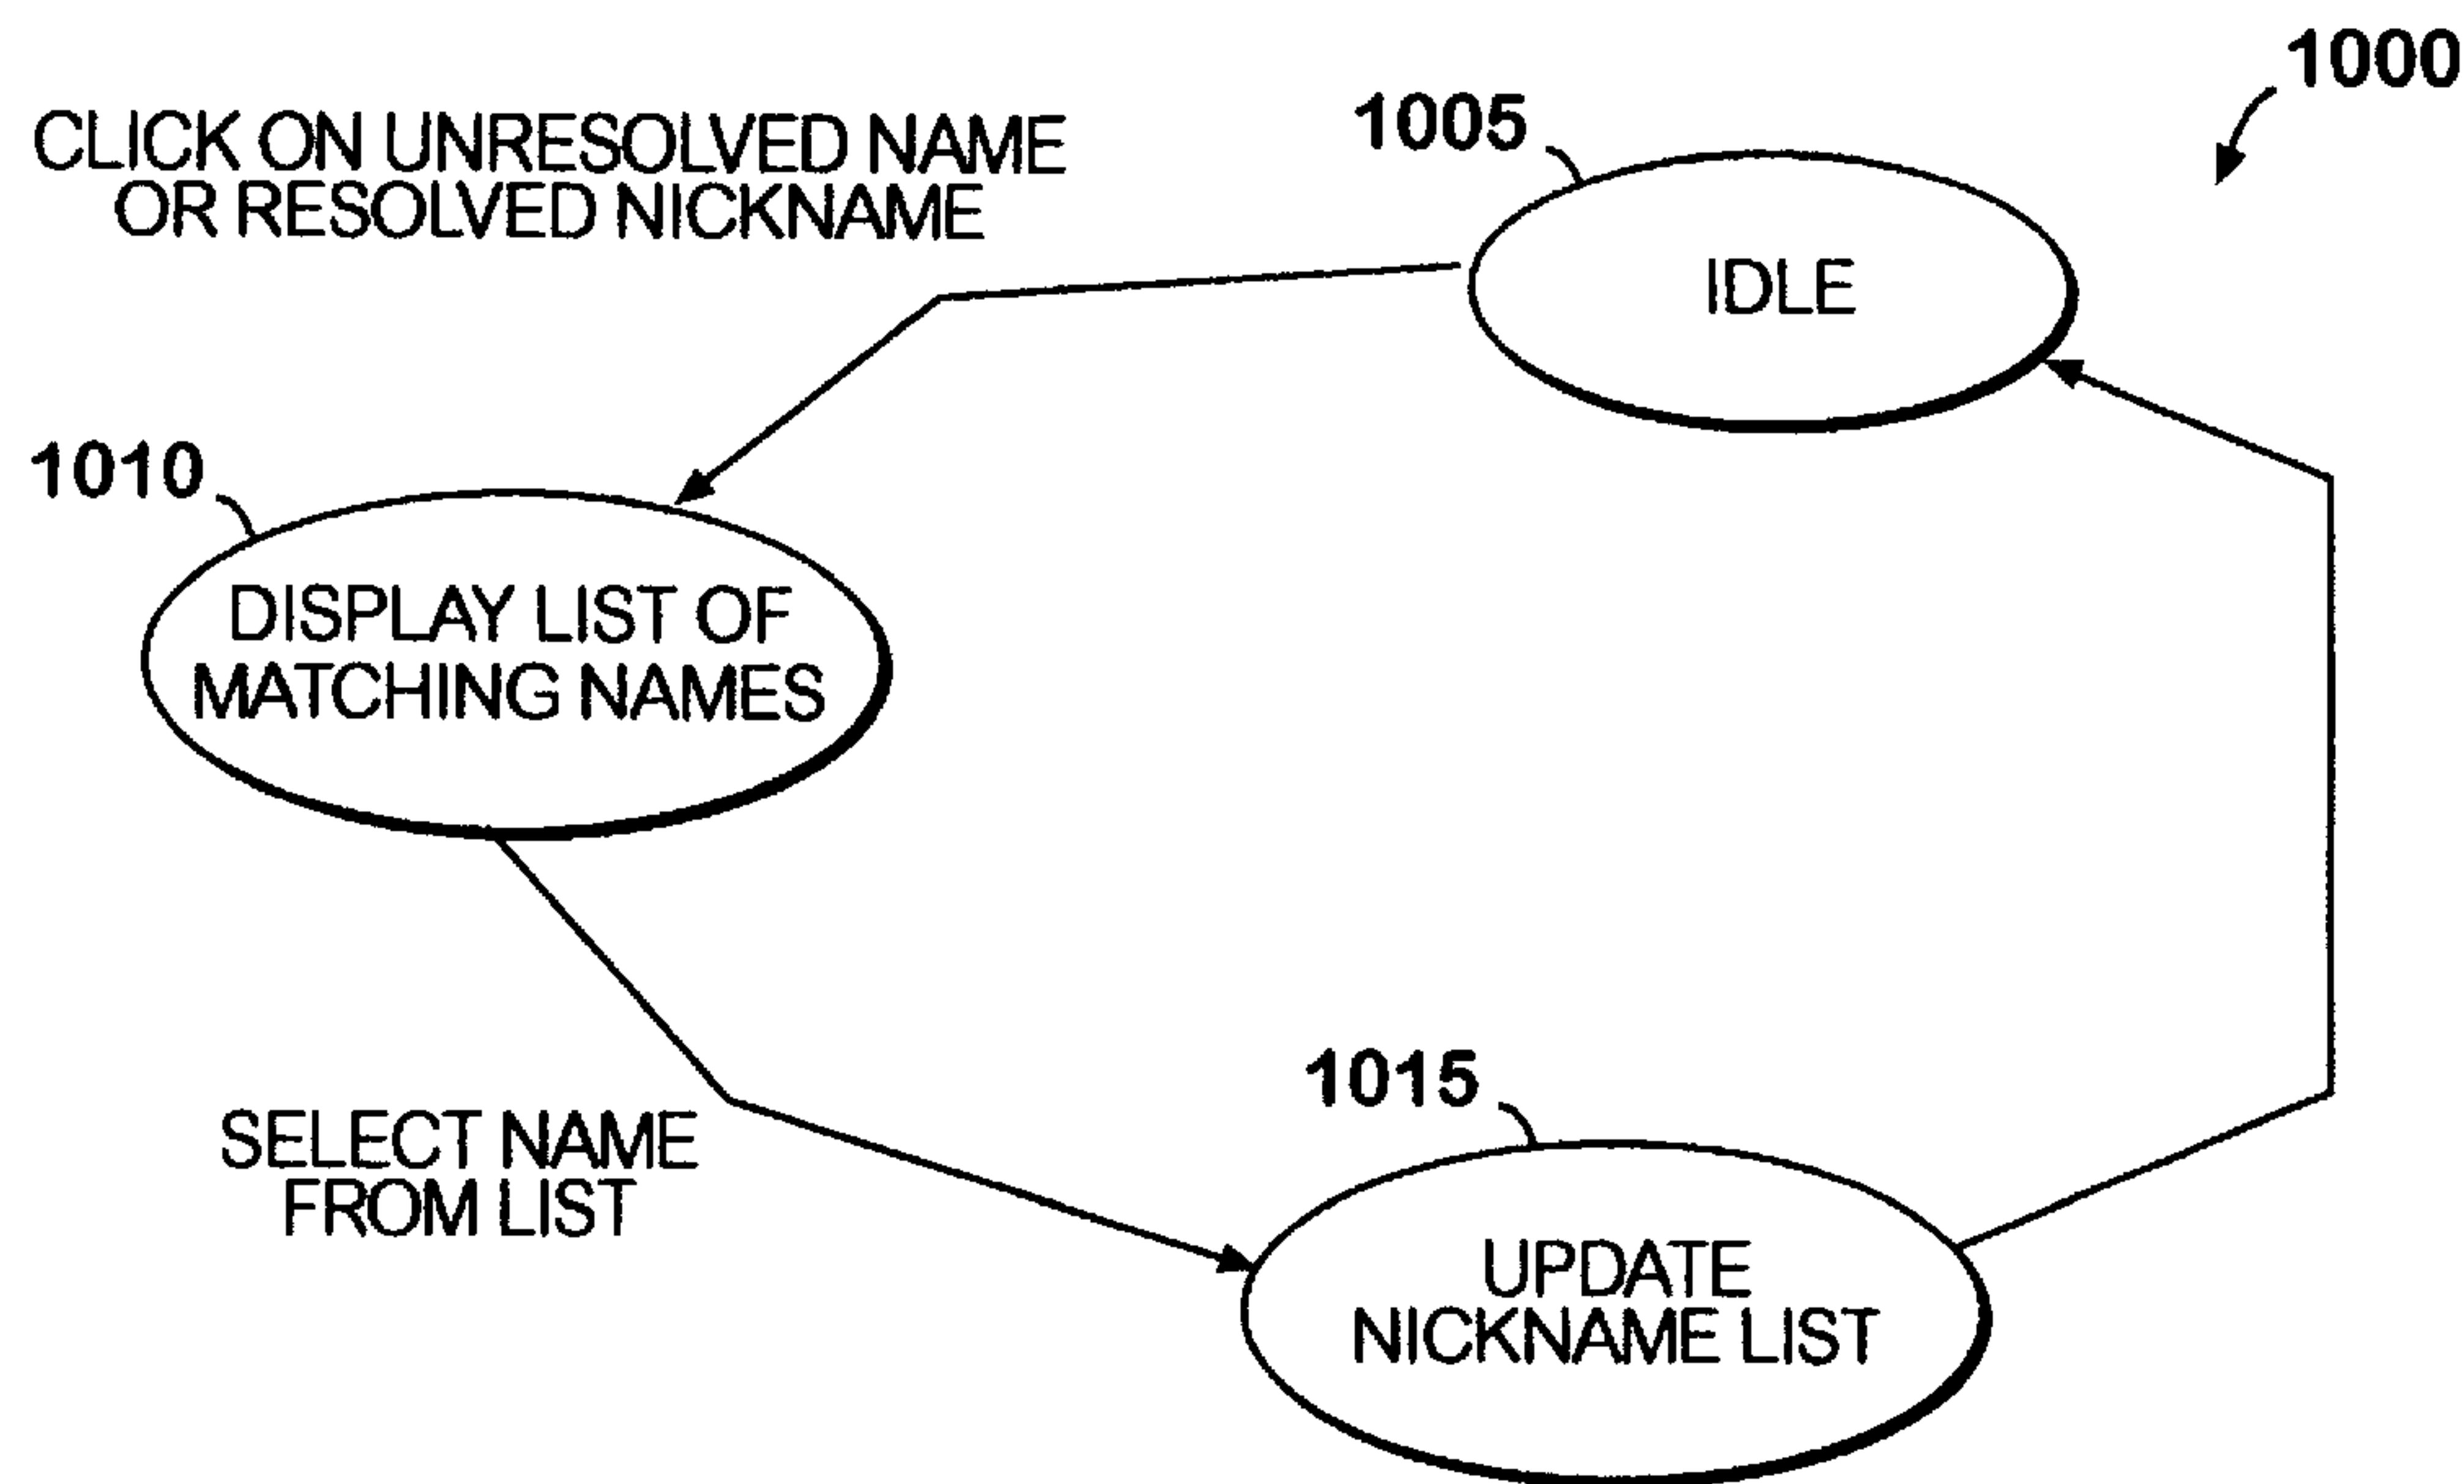 1000
1005
CLICK ON UNRESOLVED NAME
OR RESOLVED NICKNAME
IDLE
1010
DISPLAY LIST OF
MATCHING NAMES
1015
SELECT NAME
FROM LIST
UPDATE
NICKNAME LIST